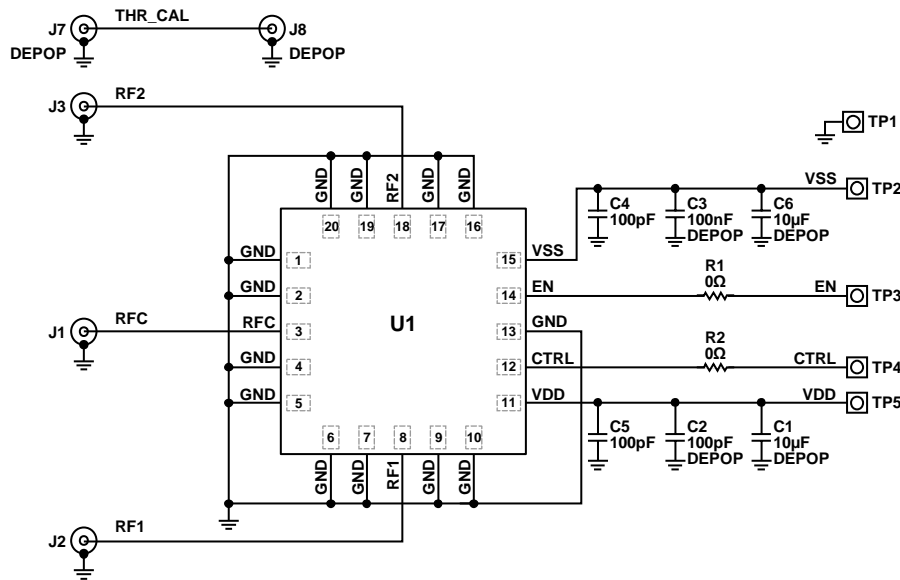 J7
THR_CAL
J8
DEPOP
DEPOP
J3
RF2
TP1
GND
GND
RF2
GND
GND
VSS
TP2
C4
100pF
C3
100nF
DEPOP
C6
10µF
DEPOP
20
19
18
17
16
GND
1
15
VSS
R1
0Ω
GND
2
14
EN
EN
TP3
U1
J1
RFC
RFC
3
13
GND
R2
0Ω
GND
4
12
CTRL
CTRL
TP4
GND
5
11
VDD
VDD
TP5
6
7
8
9
10
C5
100pF
C2
100pF
DEPOP
C1
10µF
DEPOP
GND
GND
RF1
GND
GND
J2
RF1